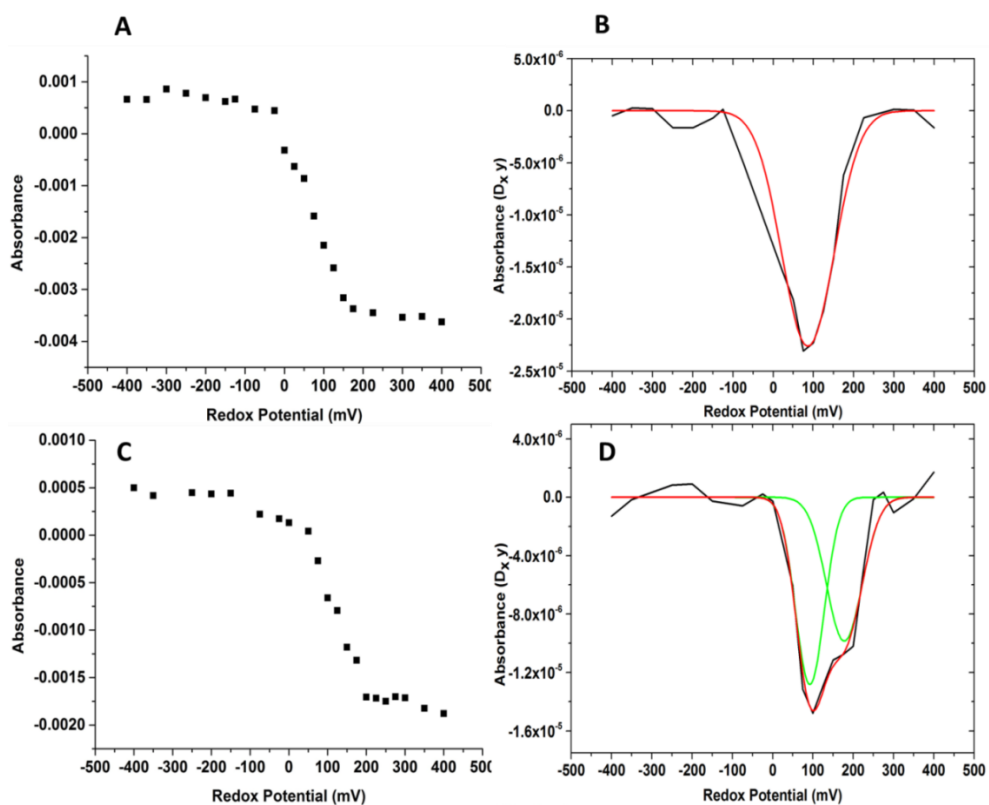 A
Absorbance
0.001
0.000
-0.001
-0.002
-0.003
-0.004
-500 -400 -300 -200 -100 0 100 200 300 400 500
Redox Potential (mV)
B
Absorbance (Dx y)
5.0x10⁻⁶
0.0
-5.0x10⁻⁶
-1.0x10⁻⁵
-1.5x10⁻⁵
-2.0x10⁻⁵
-2.5x10⁻⁵
-500 -400 -300 -200 -100 0 100 200 300 400 500
Redox Potential (mV)
C
Absorbance
0.0010
0.0005
0.0000
-0.0005
-0.0010
-0.0015
-0.0020
-500 -400 -300 -200 -100 0 100 200 300 400 500
Redox Potential (mV)
D
Absorbance (Dx y)
4.0x10⁻⁶
0.0
-4.0x10⁻⁶
-8.0x10⁻⁶
-1.2x10⁻⁵
-1.6x10⁻⁵
-500 -400 -300 -200 -100 0 100 200 300 400 500
Redox Potential (mV)